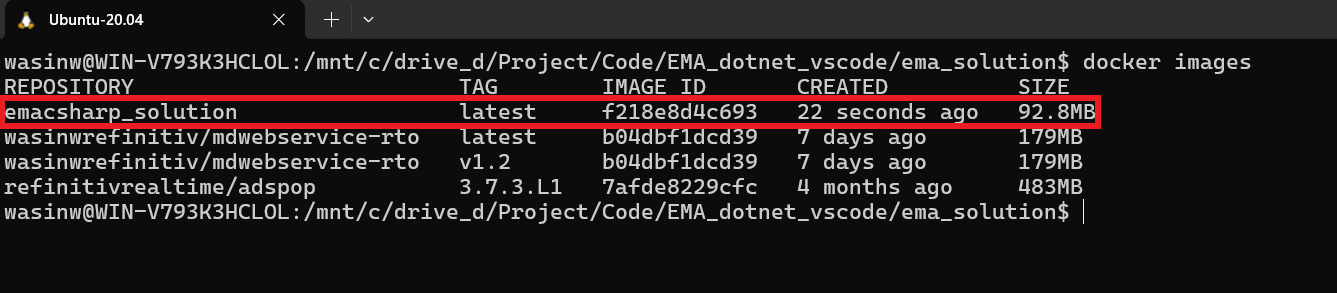 Ubuntu-20.04
wasinw@WIN-V793K3HCLOL:/mnt/c/drive_d/Project/Code/EMA_dotnet_vscode/ema_solution$ docker images
REPOSITORY TAG IMAGE ID CREATED SIZE
emacsharp_solution latest f218e8d4c693 22 seconds ago 92.8MB
wasinwrefinitiv/mdwebservice-rto latest b04dbf1dcd39 7 days ago 179MB
wasinwrefinitiv/mdwebservice-rto v1.2 b04dbf1dcd39 7 days ago 179MB
refinitivrealtime/adspop 3.7.3.L1 7afde8229cfc 4 months ago 483MB
wasinw@WIN-V793K3HCLOL:/mnt/c/drive_d/Project/Code/EMA_dotnet_vscode/ema_solution$